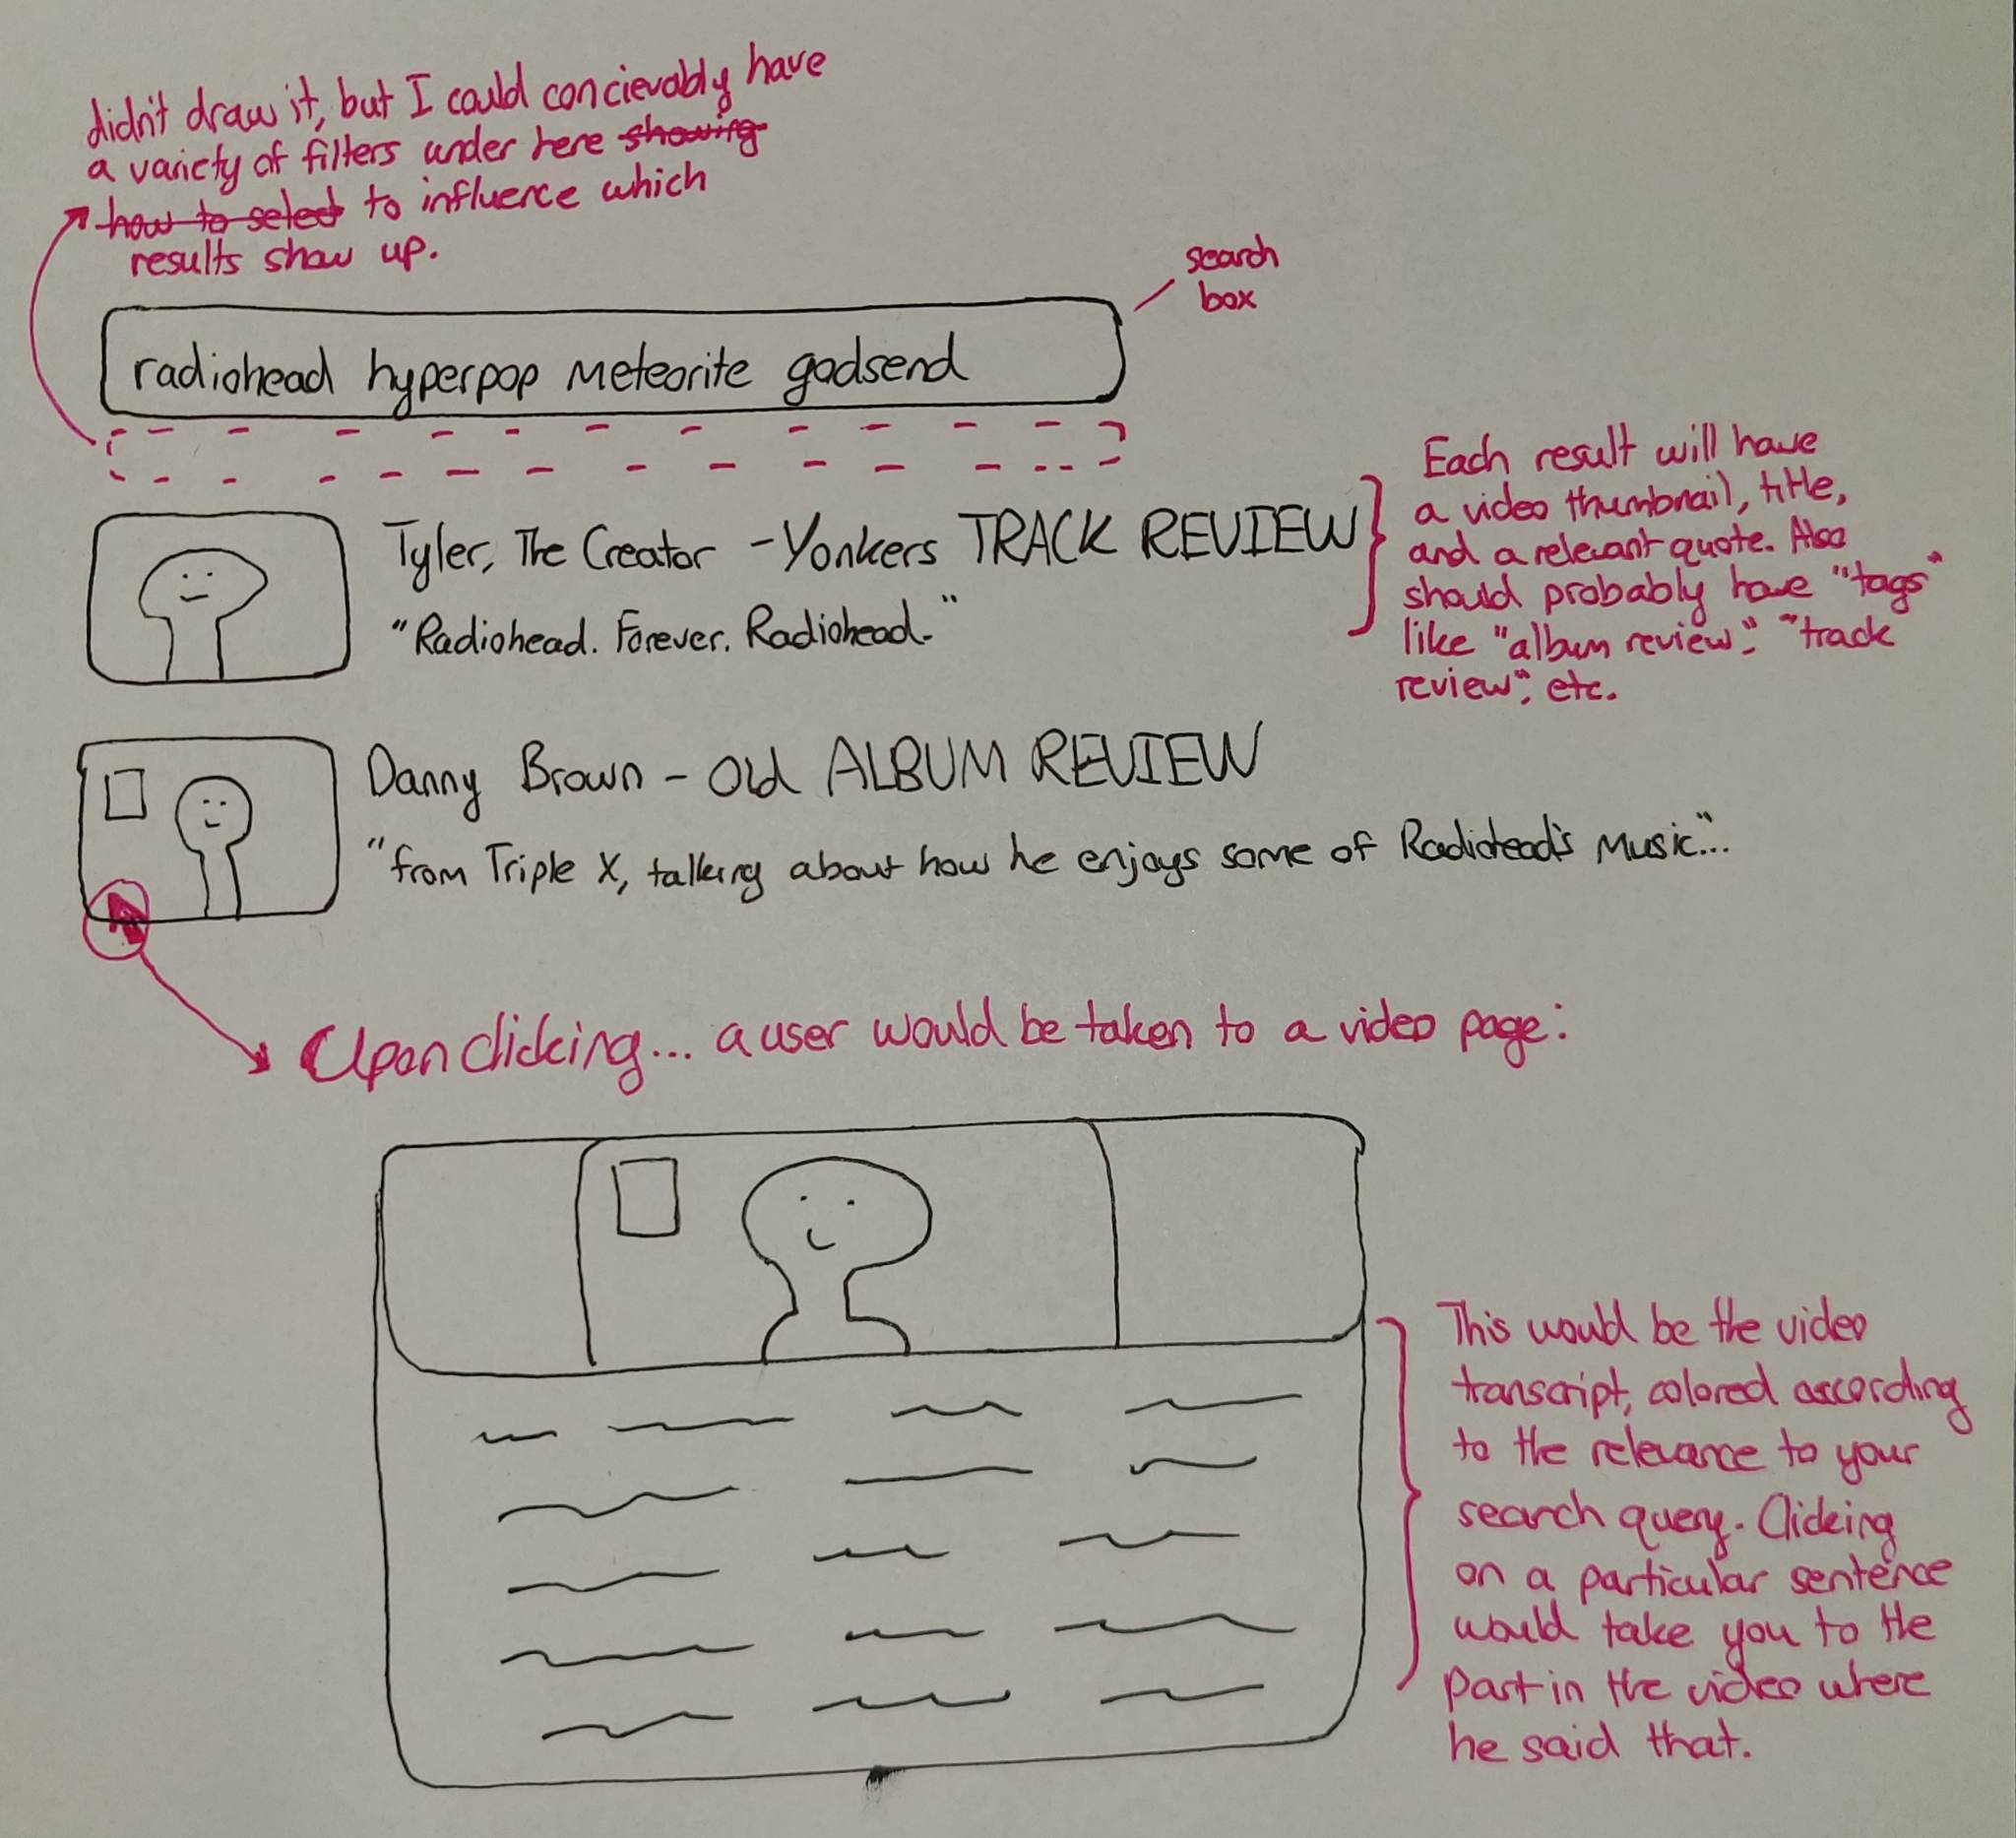 didn't draw it, but I could concievably have
a variety of filters under here showing
how to select to influence which
results show up.
search
box
radiohead hyperpop meteorite godsend
Each result will have
a video thumbnail, title,
and a relevant quote. Also
should probably have "tags"
like "album review", "track
review", etc.
Tyler, The Creator - Yonkers TRACK REVIEW
"Radiohead. Forever. Radiohead."
Danny Brown - Old ALBUM REVIEW
"from Triple X, talking about how he enjoys some of Radiohead's music..."
Upon clicking... a user would be taken to a video page:
This would be the video
transcript, colored according
to the relevance to your
search query. Clicking
on a particular sentence
would take you to the
part in the video where
he said that.